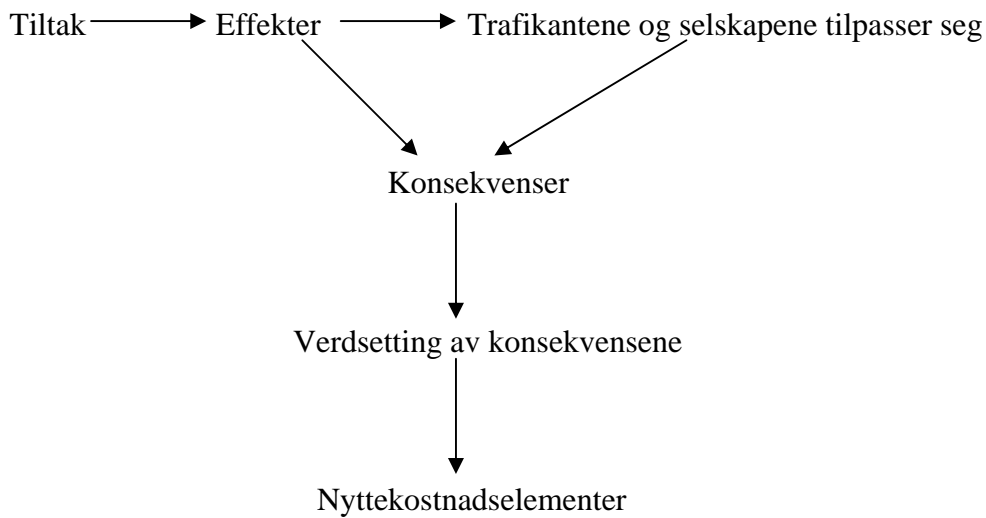 Tiltak Effekter Trafikantene og selskapene tilpasser seg
Konsekvenser
Verdsetting av konsekvensene
Nyttekostnadselementer